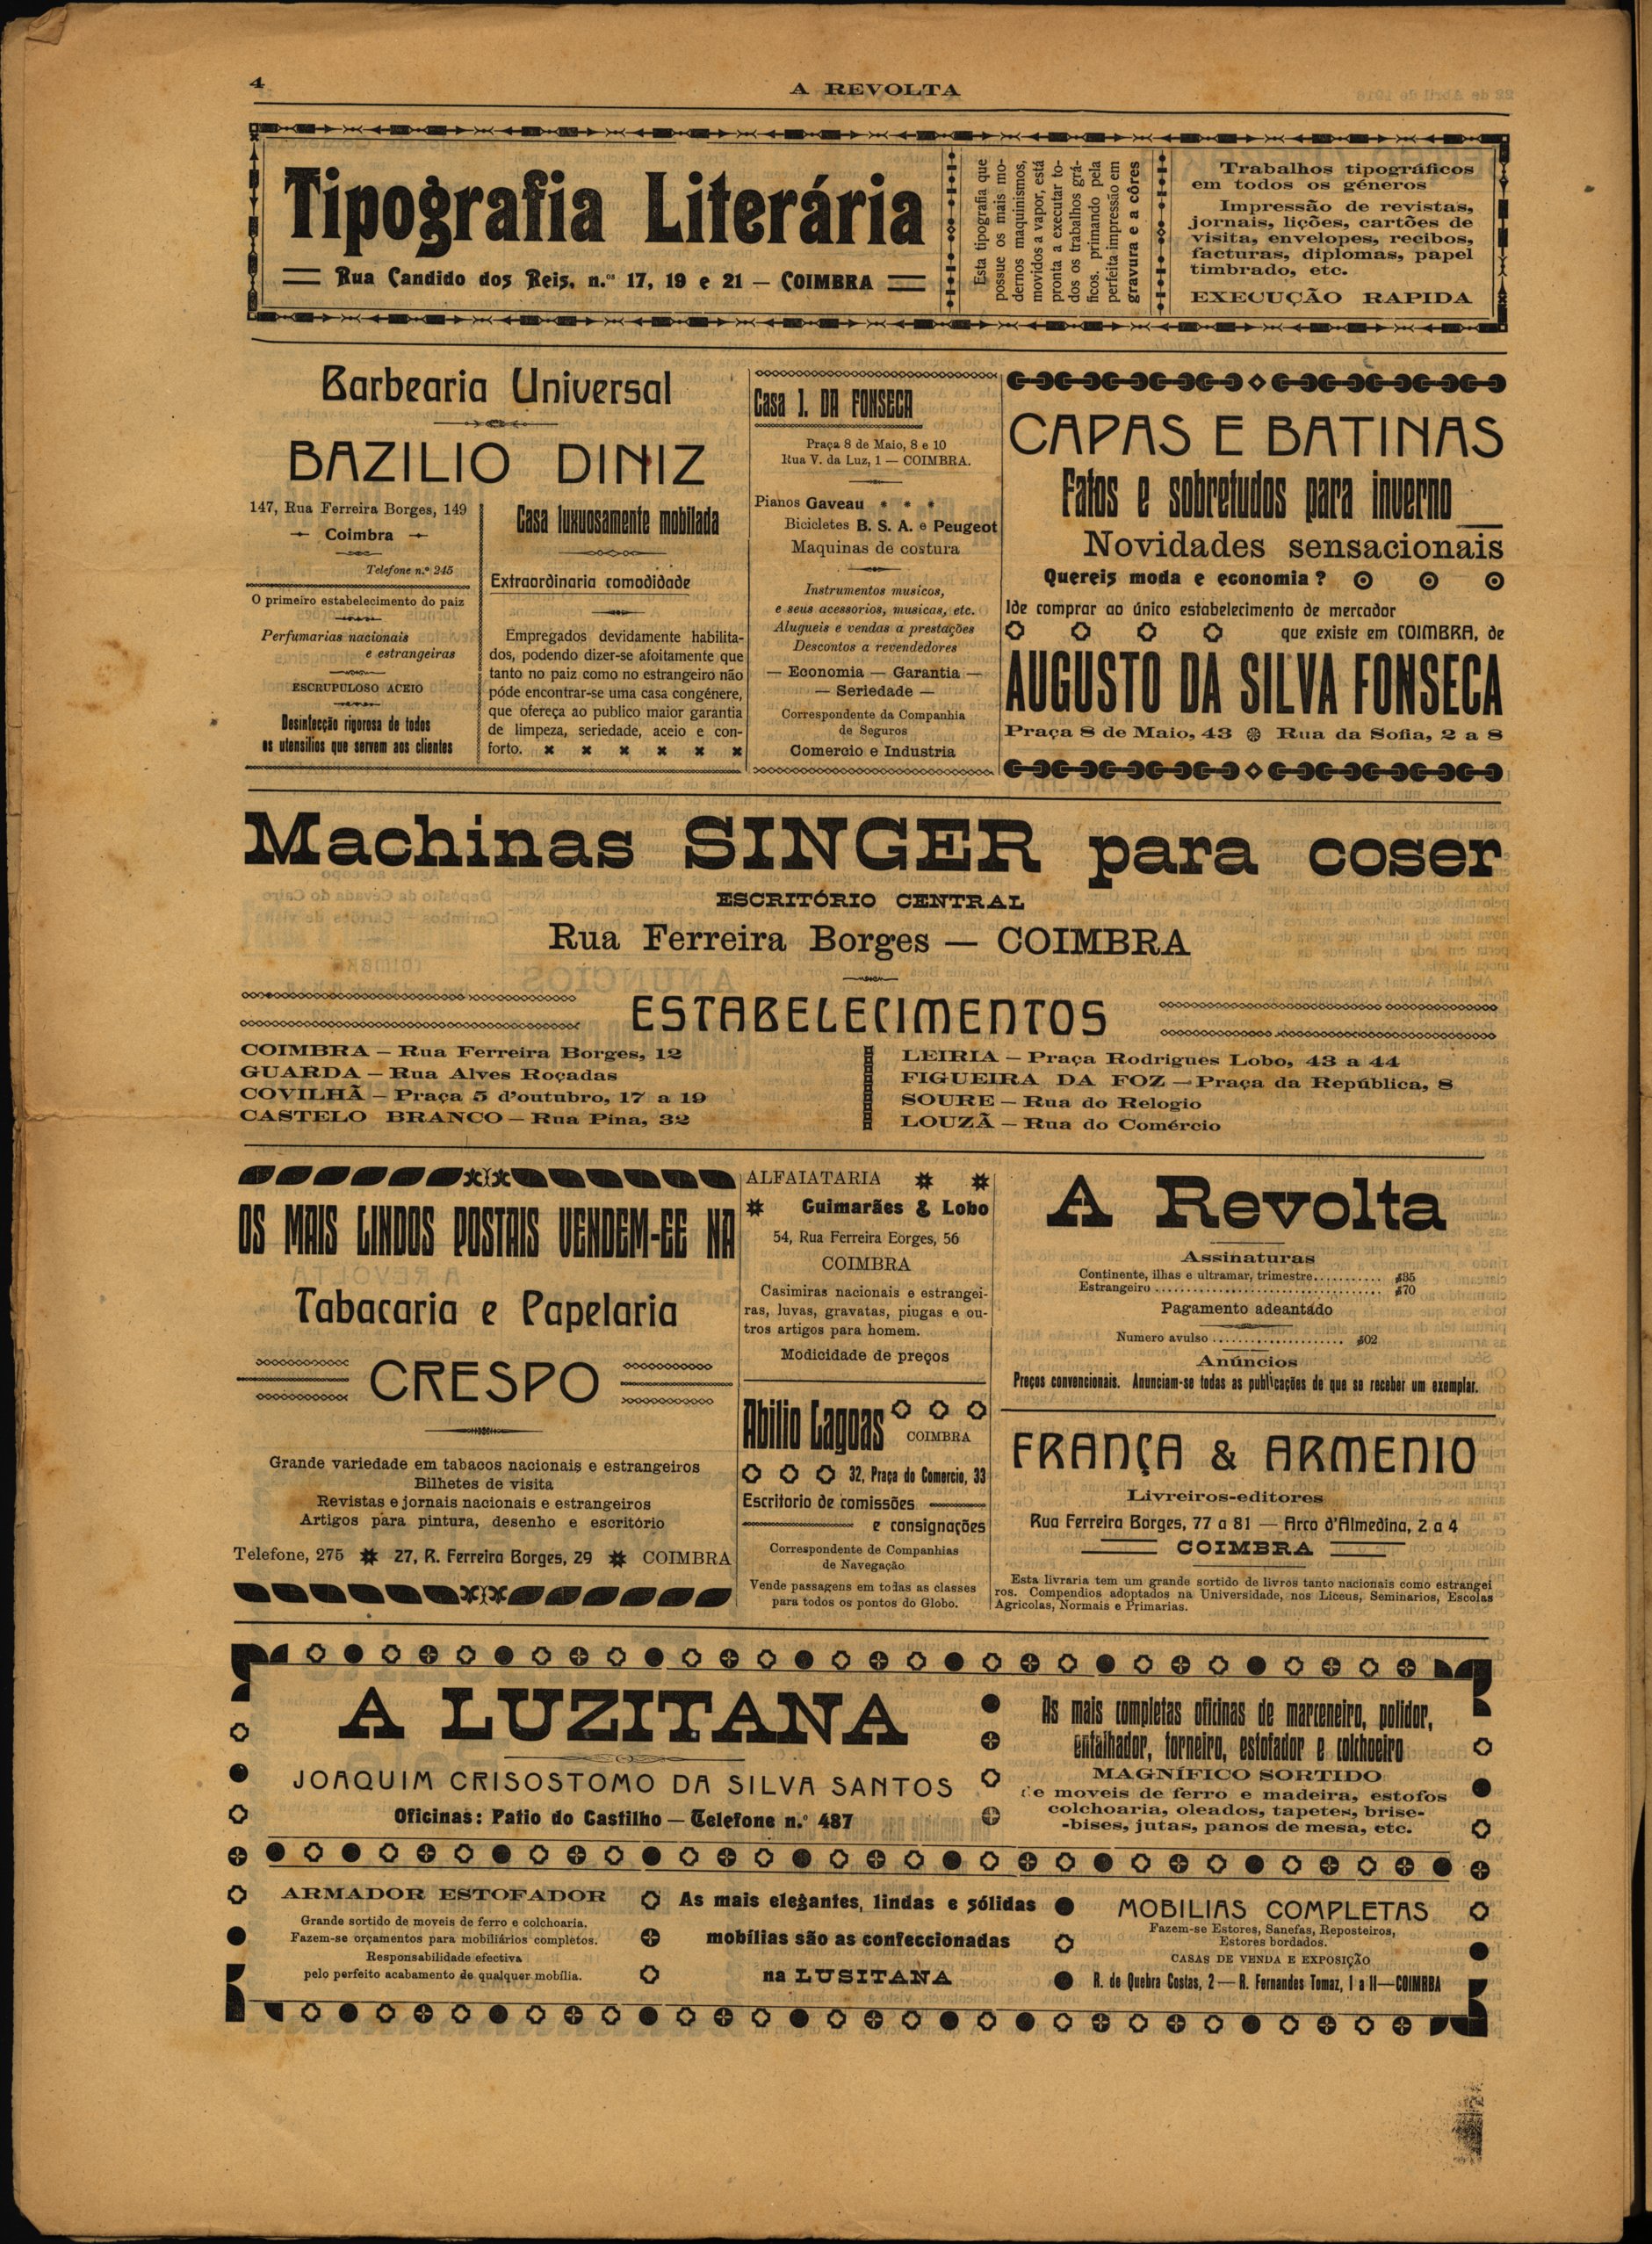 4
A REVOLTA
Tipografia Literária
Rua Candido dos Reis, n.os 17, 19 e 21 — COIMBRA
Esta tipografia que
possue os mais mo-
dernos maquinismos,
movidos a vapor, está
pronta a executar to-
dos os trabalhos grá-
ficos, primando pela
perfeita impressão em
gravura e a côres
Trabalhos tipográficos
em todos os géneros
Impressão de revistas,
jornais, lições, cartões de
visita, envelopes, recibos,
facturas, diplomas, papel
timbrado, etc.
EXECUÇÃO RAPIDA
Barbearia Universal
BAZILIO DINIZ
147, Rua Ferreira Borges, 149
Coimbra
Telefone n.º 245
O primeiro estabelecimento do paiz
Perfumarias nacionais
e estrangeiras
ESCRUPULOSO ACEIO
Desinfecção rigorosa de todos
os utensilios que servem aos clientes
Casa luxuosamente mobilada
Extraordinaria comodidade
Empregados devidamente habilita-
dos, podendo dizer-se afoitamente que
tanto no paiz como no estrangeiro não
póde encontrar-se uma casa congénere,
que ofereça ao publico maior garantia
de limpeza, seriedade, aceio e con-
forto.
Casa J. DA FONSECA
Praça 8 de Maio, 8 e 10
Rua V. da Luz, 1 — COIMBRA.
Pianos Gaveau
Bicicletes B. S. A. e Peugeot
Maquinas de costura
Instrumentos musicos,
e seus acessorios, musicas, etc.
Alugueis e vendas a prestações
Descontos a revendedores
— Economia — Garantia —
— Seriedade —
Correspondente da Companhia
de Seguros
Comercio e Industria
CAPAS E BATINAS
Fatos e sobretudos para inverno
Novidades sensacionais
Quereis moda e economia?
Ide comprar ao único estabelecimento de mercador
que existe em COIMBRA, de
AUGUSTO DA SILVA FONSECA
Praça 8 de Maio, 43 Rua da Sofia, 2 a 8
Machinas SINGER para coser
ESCRITÓRIO CENTRAL
Rua Ferreira Borges — COIMBRA
ESTABELECIMENTOS
COIMBRA — Rua Ferreira Borges, 12
GUARDA — Rua Alves Roçadas
COVILHÃ — Praça 5 d'outubro, 17 a 19
CASTELO BRANCO — Rua Pina, 32
LEIRIA — Praça Rodrigues Lobo, 43 a 44
FIGUEIRA DA FOZ — Praça da República, 8
SOURE — Rua do Relogio
LOUZÃ — Rua do Comércio
OS MAIS LINDOS POSTAIS VENDEM-EE NA
Tabacaria e Papelaria
CRESPO
Grande variedade em tabacos nacionais e estrangeiros
Bilhetes de visita
Revistas e jornais nacionais e estrangeiros
Artigos para pintura, desenho e escritório
Telefone, 275 27, R. Ferreira Borges, 29 COIMBRA
ALFAIATARIA
Guimarães & Lobo
54, Rua Ferreira Eorges, 56
COIMBRA
Casimiras nacionais e estrangei-
ras, luvas, gravatas, piugas e ou-
tros artigos para homem.
Modicidade de preços
Abilio Lagoas
COIMBRA
32, Praça do Comercio, 33
Escritorio de comissões
e consignações
Correspondente de Companhias
de Navegação
Vende passagens em todas as classes
para todos os pontos do Globo.
A Revolta
Assinaturas
Continente, ilhas e ultramar, trimestre........... $35
Estrangeiro.................................. $70
Pagamento adeantado
Numero avulso.................... $02
Anúncios
Preços convencionais. Anunciam-se todas as publicações de que se receber um exemplar.
FRANÇA & ARMENIO
Livreiros-editores
Rua Ferreira Borges, 77 a 81 — Arco d'Almedina, 2 a 4
COIMBRA
Esta livraria tem um grande sortido de livros tanto nacionais como estrangei
ros. Compendios adoptados na Universidade, nos Liceus, Seminarios, Escolas
Agricolas, Normais e Primarias.
A LUZITANA
JOAQUIM CRISOSTOMO DA SILVA SANTOS
Oficinas: Patio do Castilho — Telefone n.º 487
As mais completas oficinas de marceneiro, polidor,
entalhador, torneiro, estofador e colchoeiro
MAGNÍFICO SORTIDO
de moveis de ferro e madeira, estofos
colchoaria, oleados, tapetes, brise-
-bises, jutas, panos de mesa, etc.
ARMADOR ESTOFADOR
Grande sortido de moveis de ferro e colchoaria.
Fazem-se orçamentos para mobiliários completos.
Responsabilidade efectiva
pelo perfeito acabamento de qualquer mobília.
As mais elegantes, lindas e sólidas
mobílias são as confeccionadas
na LUSITANA
MOBILIAS COMPLETAS
Fazem-se Estores, Sanefas, Reposteiros,
Estores bordados.
CASAS DE VENDA E EXPOSIÇÃO
R. de Quebra Costas, 2 — R. Fernandes Tomaz, I a II — COIMRBA